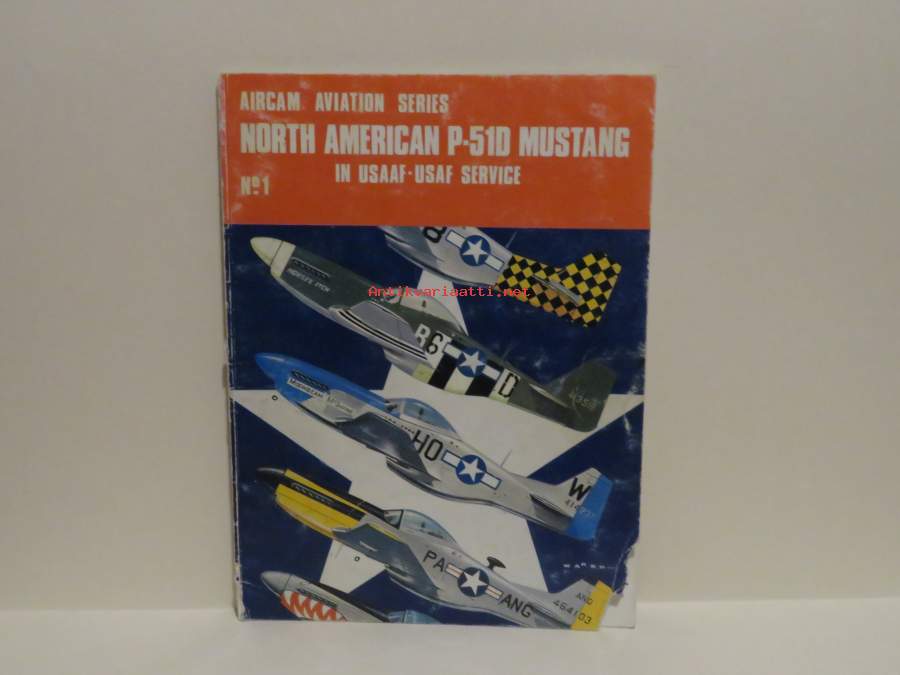 AIRCAM AVIATION SERIES
NORTH AMERICAN P-51D MUSTANG
IN USAAF·USAF SERVICE
Nº1
8
Antikvariaatti.net
B6
D
HO
W
PA
ANG
ANG
464103